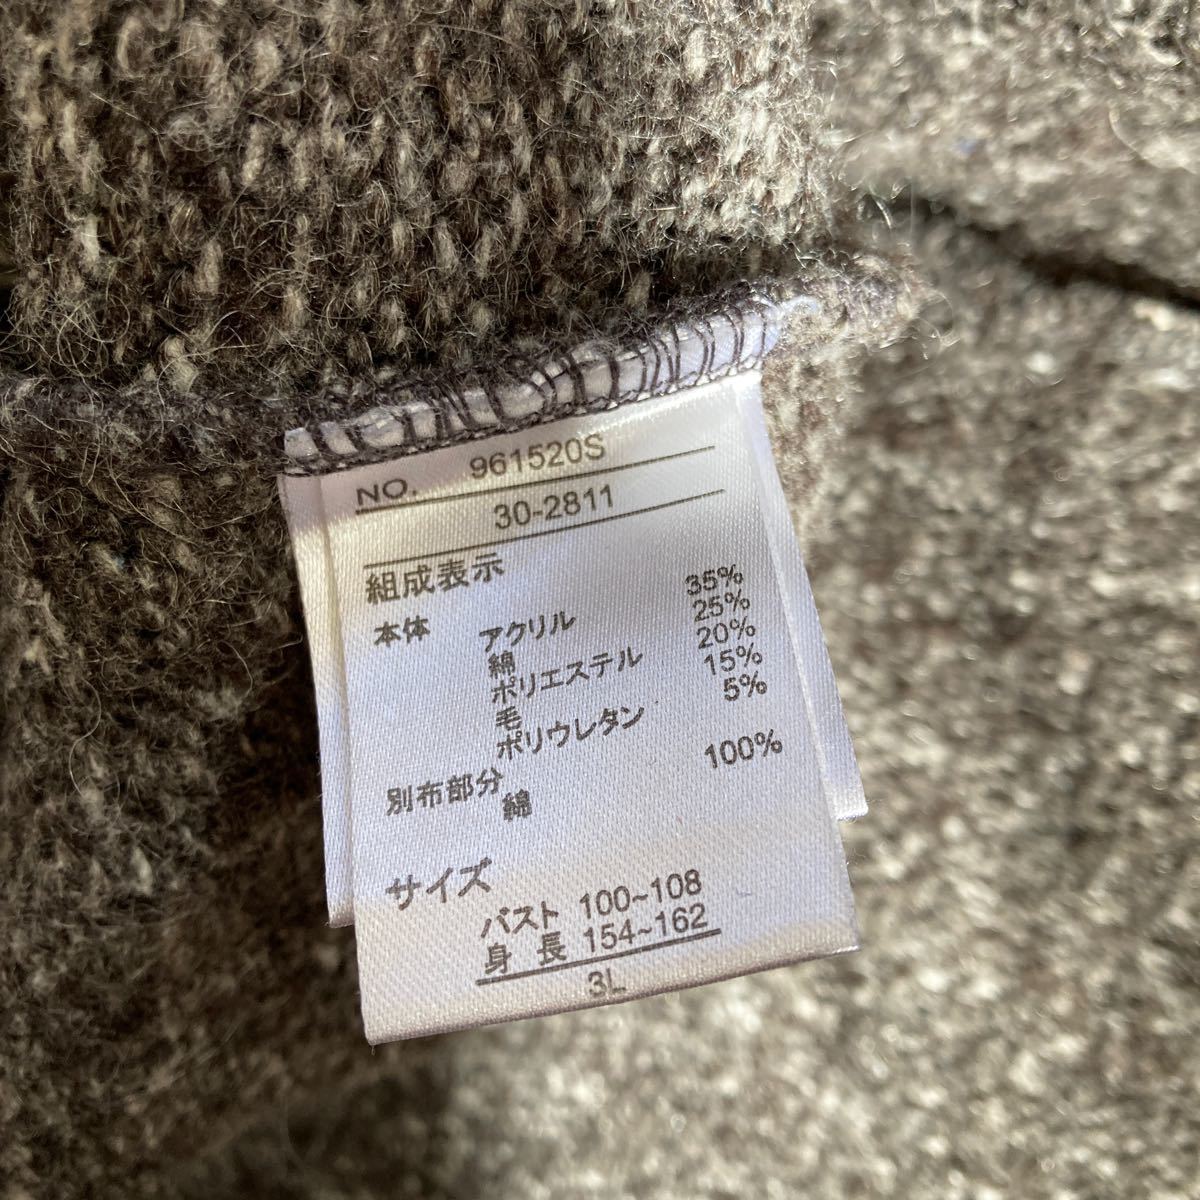 NO. 961520S
30-2811
組成表示
本体 アクリル 35%
綿 25%
ポリエステル 20%
毛 15%
ポリウレタン 5%
別布部分
綿 100%
サイズ
バスト 100~108
身長 154~162
3L